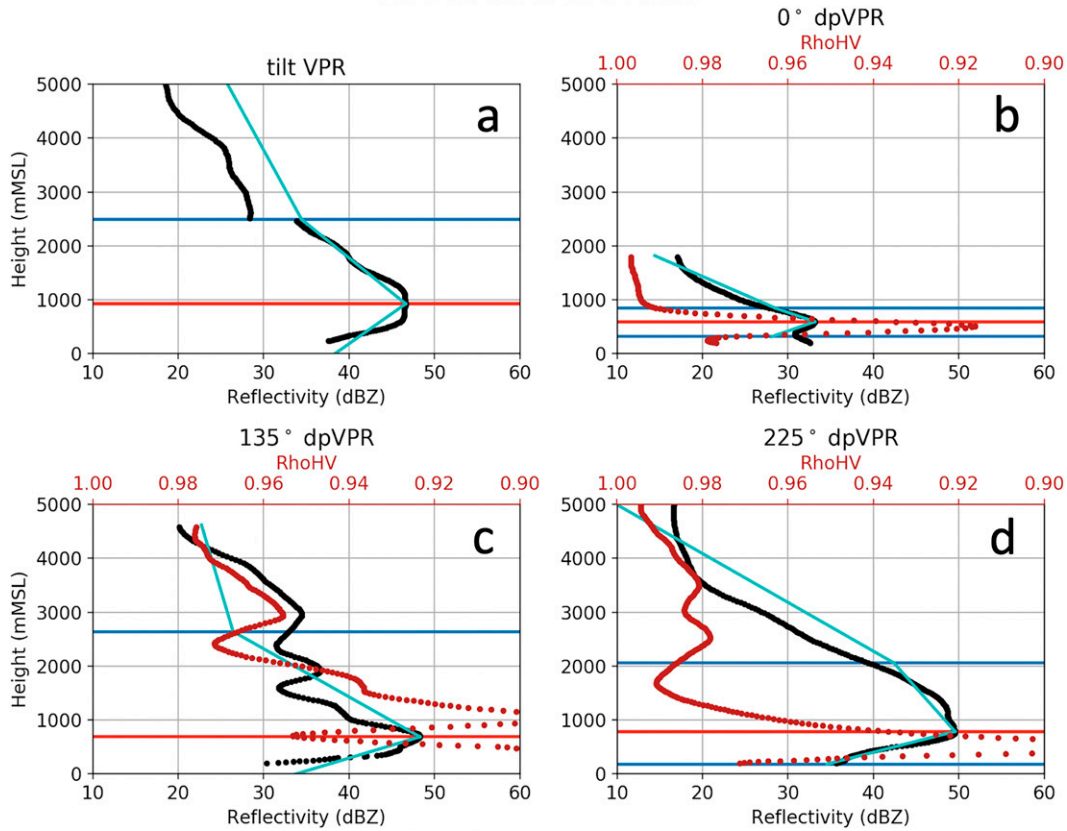 0° dpVPR
RhoHV
tilt VPR
1.00 0.98 0.96 0.94 0.92 0.90
5000
4000
3000
2000
1000
0
Height (mMSL)
a
10 20 30 40 50 60
Reflectivity (dBZ)
5000
4000
3000
2000
1000
0
b
10 20 30 40 50 60
Reflectivity (dBZ)
135° dpVPR
RhoHV
1.00 0.98 0.96 0.94 0.92 0.90
5000
4000
3000
2000
1000
0
Height (mMSL)
c
10 20 30 40 50 60
Reflectivity (dBZ)
225° dpVPR
RhoHV
1.00 0.98 0.96 0.94 0.92 0.90
5000
4000
3000
2000
1000
0
d
10 20 30 40 50 60
Reflectivity (dBZ)